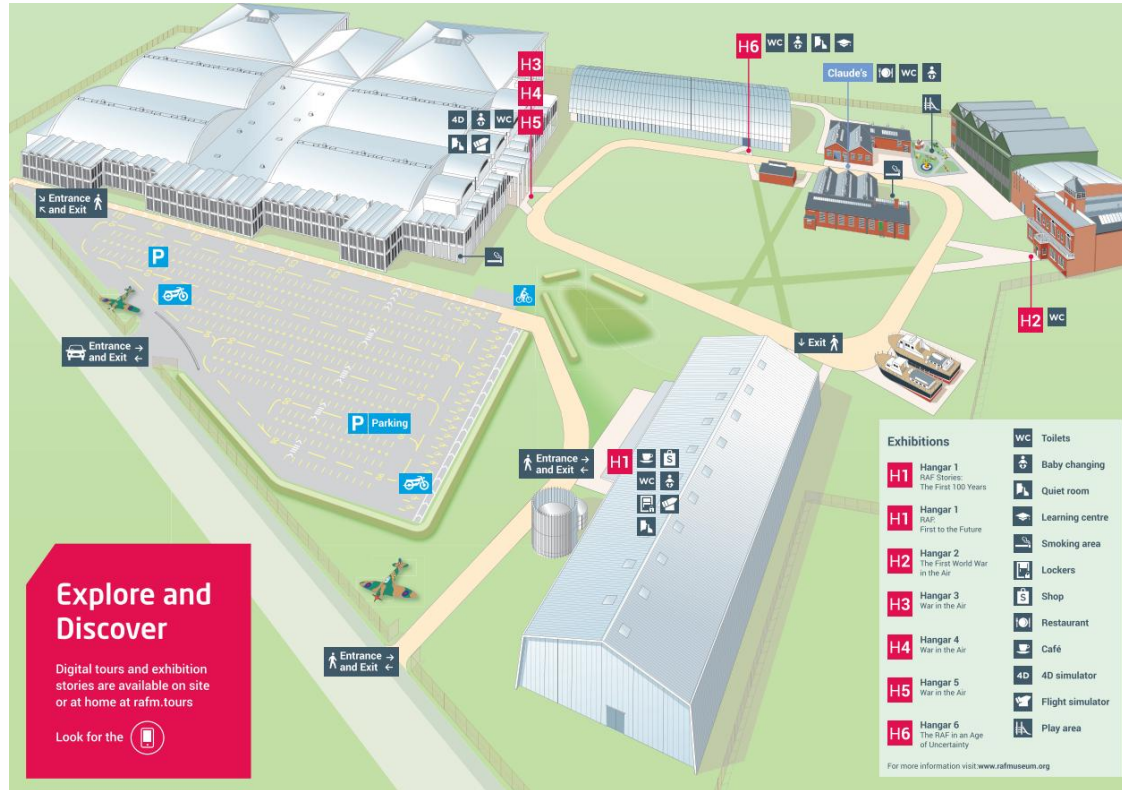 H3
H4
H5
4D
WC
H6
WC
Claude's
WC
Entrance
and Exit
P
Entrance
and Exit
P Parking
H2
WC
Exit
Entrance
and Exit
H1
S
WC
Entrance
and Exit
Explore and
Discover
Digital tours and exhibition
stories are available on site
or at home at rafm.tours
Look for the
Exhibitions
H1
Hangar 1
RAF Stories:
The First 100 Years
H1
Hangar 1
RAF:
First to the Future
H2
Hangar 2
The First World War
in the Air
H3
Hangar 3
War in the Air
H4
Hangar 4
War in the Air
H5
Hangar 5
War in the Air
H6
Hangar 6
The RAF in an Age
of Uncertainty
WC Toilets
Baby changing
Quiet room
Learning centre
Smoking area
Lockers
S Shop
Restaurant
Café
4D 4D simulator
Flight simulator
Play area
For more information visit:www.rafmuseum.org